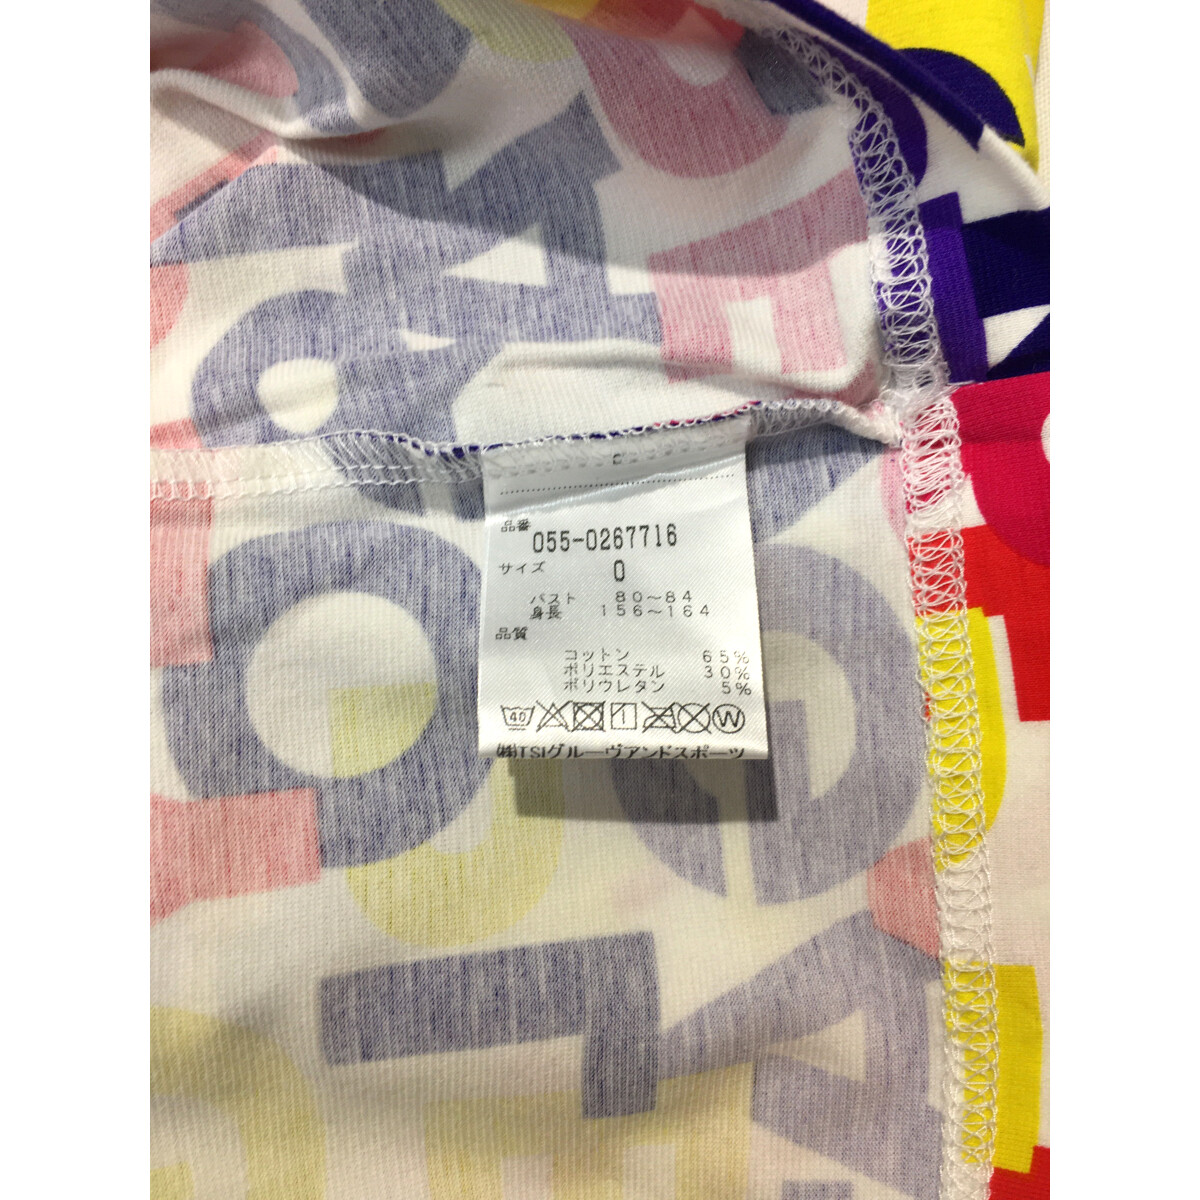 品番
055-0267716
サイズ 0
バスト 80～84
身長 156～164
品質
コットン 65%
ポリエステル 30%
ポリウレタン 5%
40 W
㈱TSIグルーヴアンドスポーツ